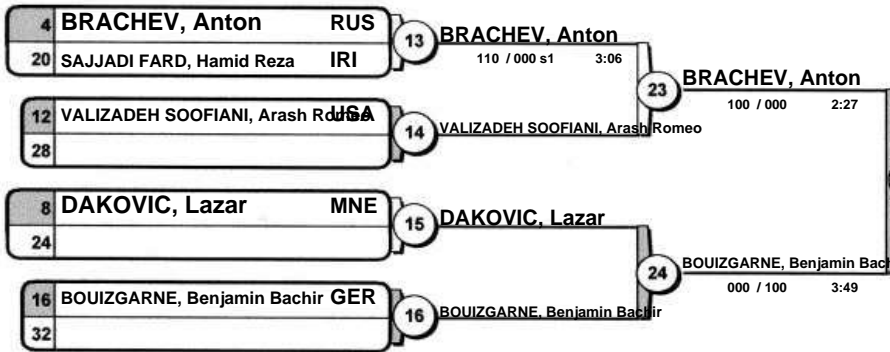 4 BRACHEV, Anton RUS
20 SAJJADI FARD, Hamid Reza IRI
13 BRACHEV, Anton
110 / 000 s1 3:06
12 VALIZADEH SOOFIANI, Arash Romeo USA
28
14 VALIZADEH SOOFIANI, Arash Romeo
23 BRACHEV, Anton
100 / 000 2:27
8 DAKOVIC, Lazar MNE
24
15 DAKOVIC, Lazar
16 BOUIZGARNE, Benjamin Bachir GER
32
16 BOUIZGARNE, Benjamin Bachir
24 BOUIZGARNE, Benjamin Bach
000 / 100 3:49